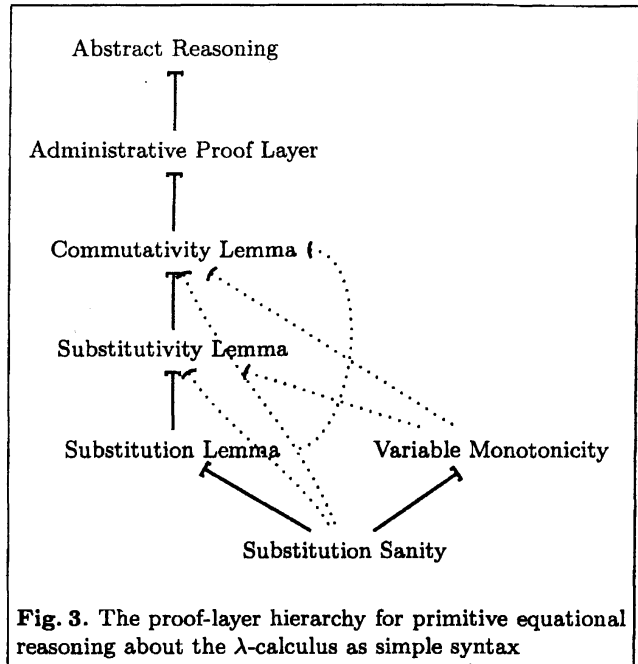 Abstract Reasoning
Administrative Proof Layer
Commutativity Lemma
Substitutivity Lemma
Substitution Lemma Variable Monotonicity
Substitution Sanity
Fig. 3. The proof-layer hierarchy for primitive equational
reasoning about the λ-calculus as simple syntax